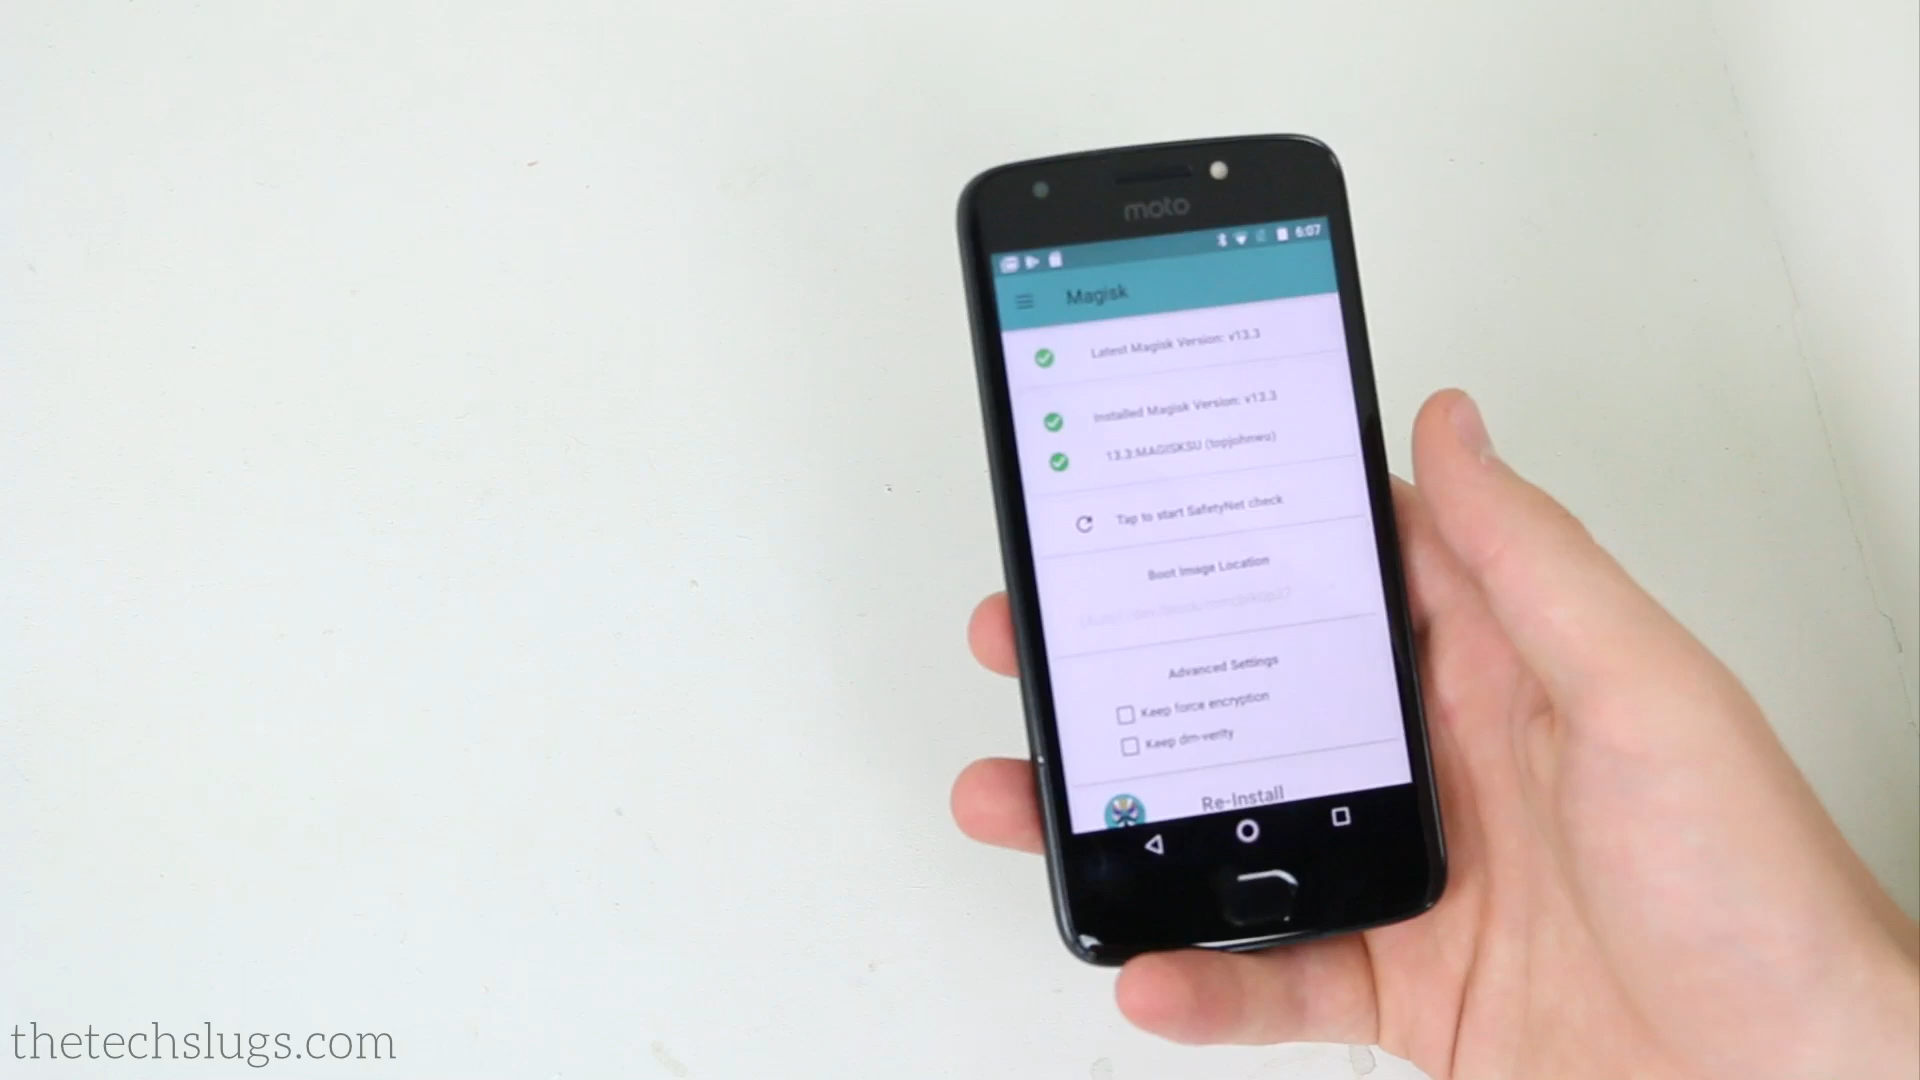 moto
6:07
Magisk
Latest Magisk Version: v13.3
Installed Magisk Version: v13.3
13.3:MAGISKSU (topjohnwu)
Tap to start SafetyNet check
Boot Image Location
Advanced Settings
Keep force encryption
Keep dm-verity
Re-Install
thetechslugs.com